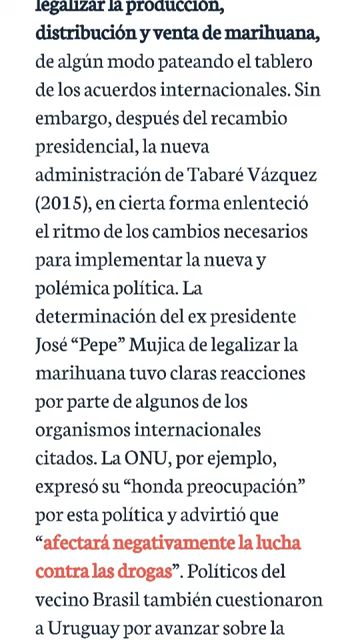 legalizar la producción,
distribución y venta de marihuana,
de algún modo pateando el tablero
de los acuerdos internacionales. Sin
embargo, después del recambio
presidencial, la nueva
administración de Tabaré Vázquez
(2015), en cierta forma enlenteció
el ritmo de los cambios necesarios
para implementar la nueva y
polémica política. La
determinación del ex presidente
José “Pepe” Mujica de legalizar la
marihuana tuvo claras reacciones
por parte de algunos de los
organismos internacionales
citados. La ONU, por ejemplo,
expresó su “honda preocupación”
por esta política y advirtió que
“afectará negativamente la lucha
contra las drogas”. Políticos del
vecino Brasil también cuestionaron
a Uruguay por avanzar sobre la